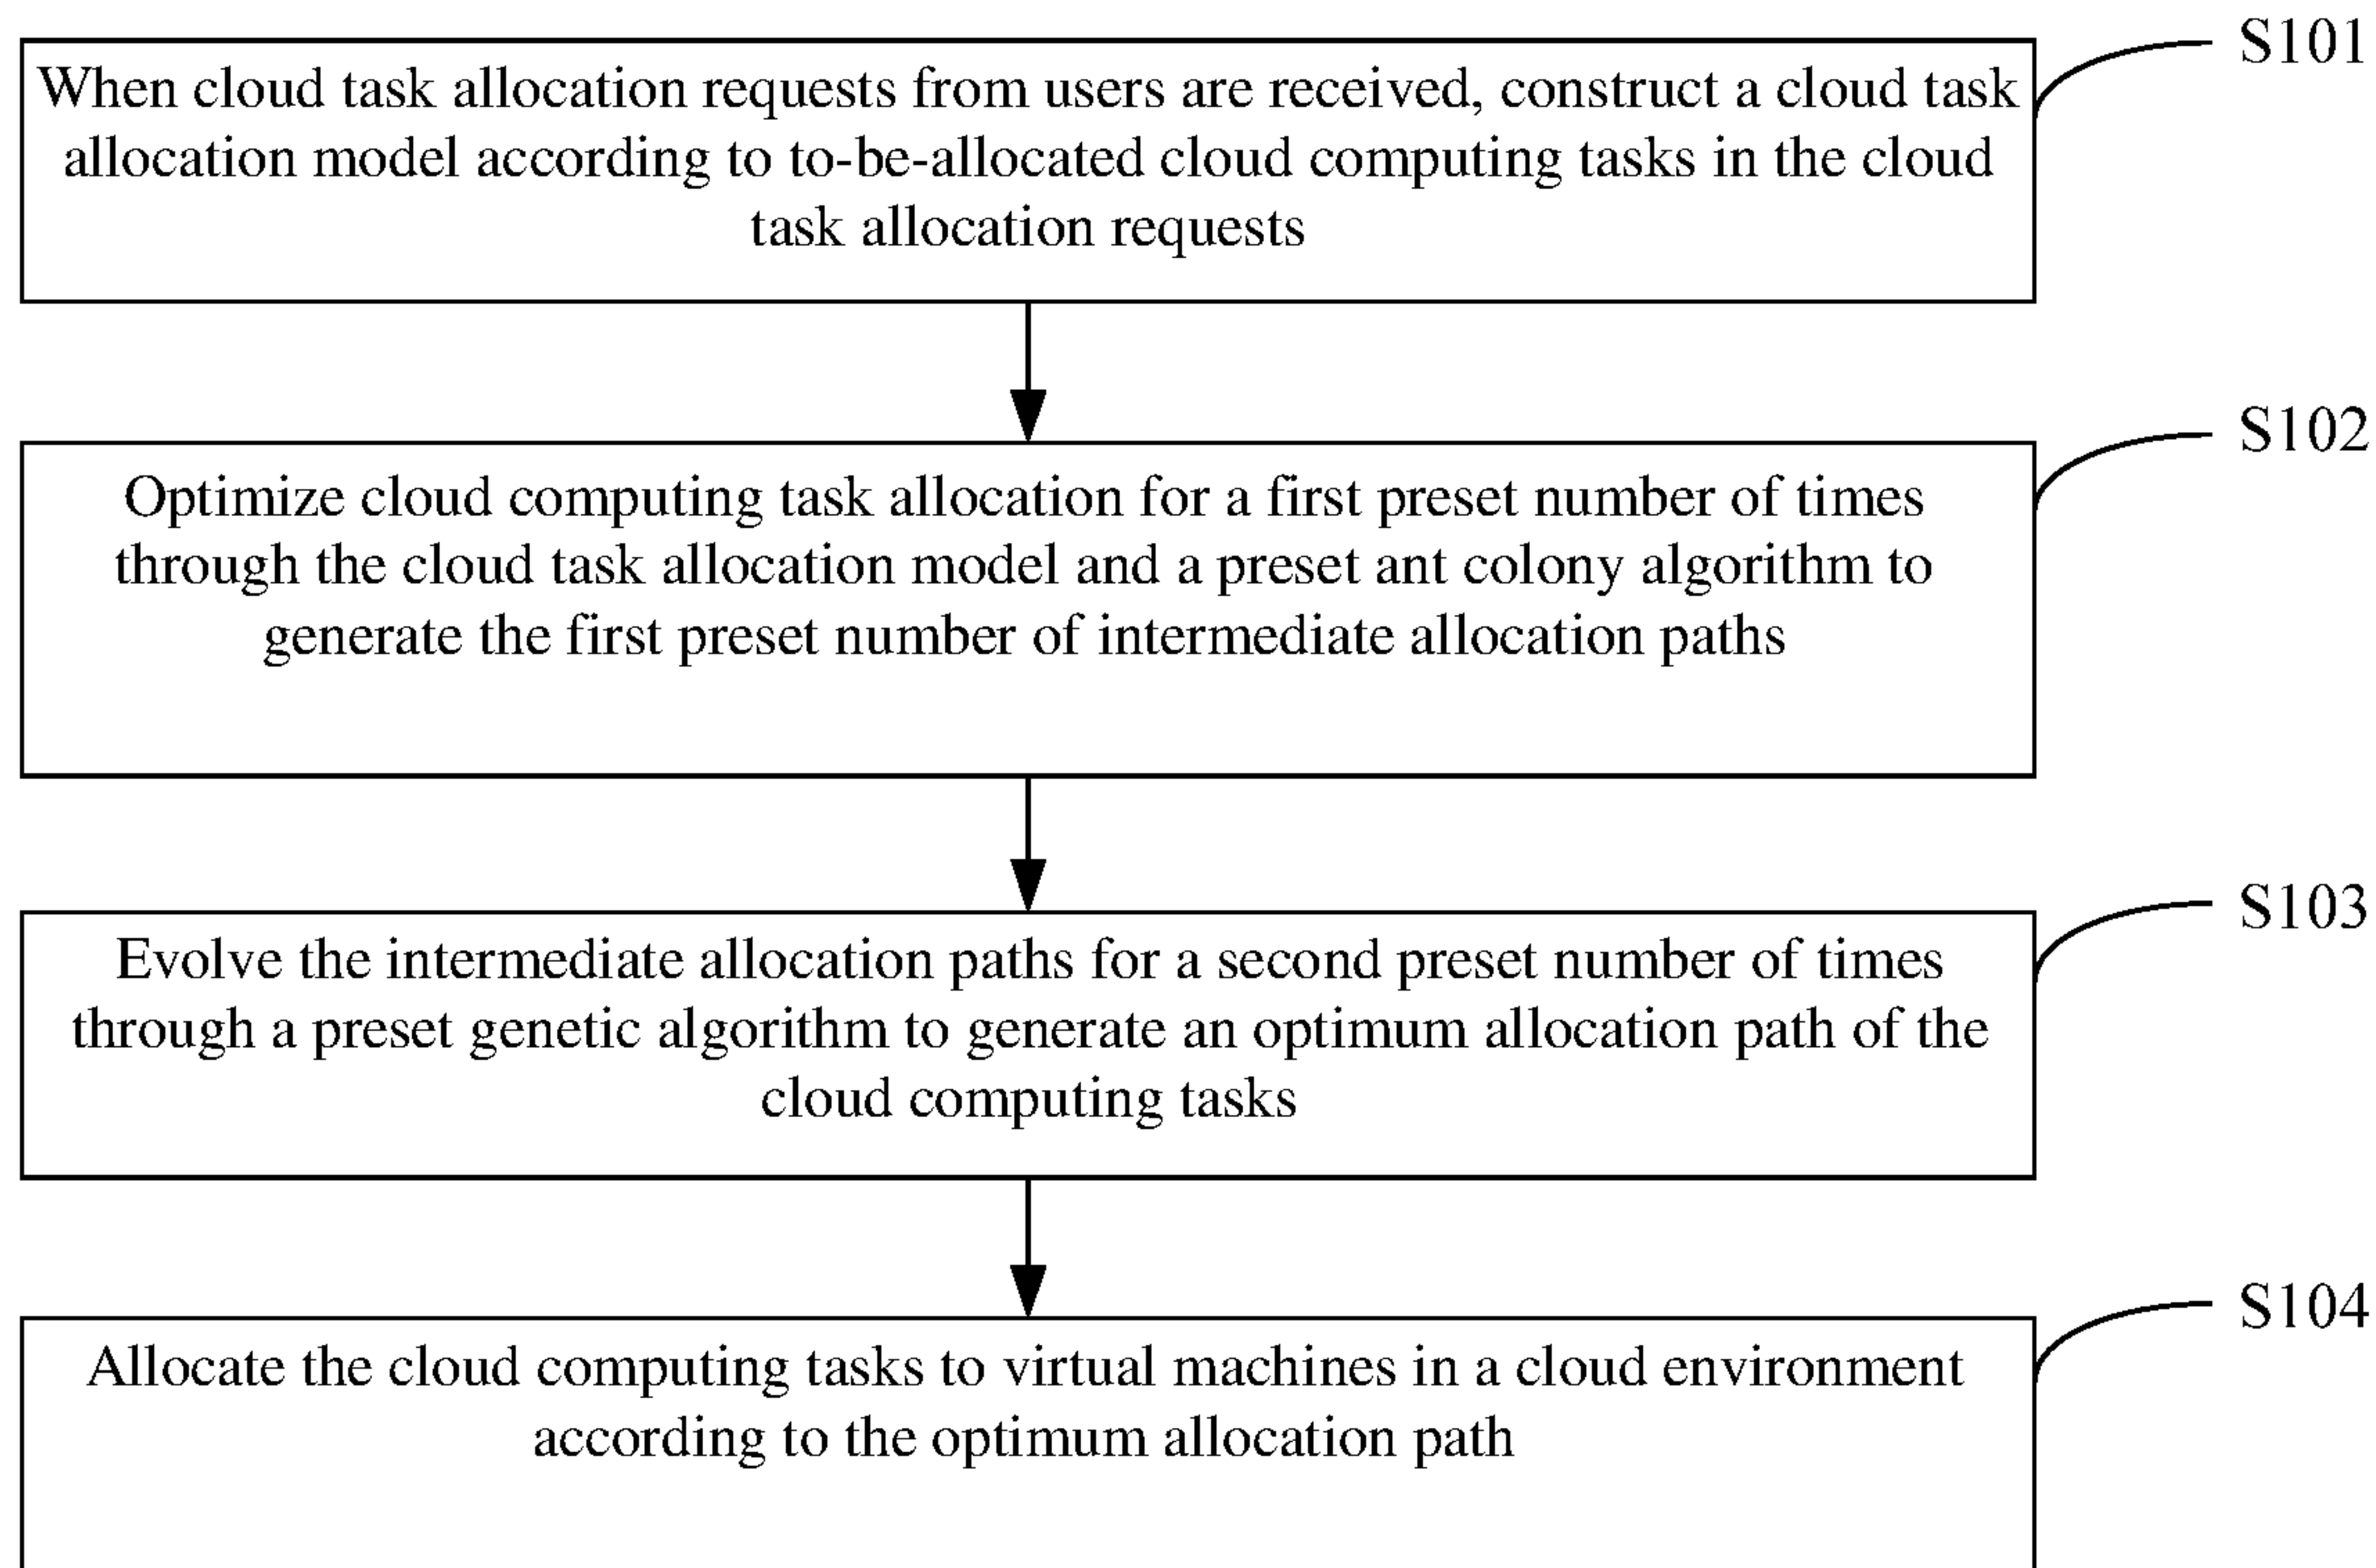 S101
When cloud task allocation requests from users are received, construct a cloud task
allocation model according to to-be-allocated cloud computing tasks in the cloud
task allocation requests
S102
Optimize cloud computing task allocation for a first preset number of times
through the cloud task allocation model and a preset ant colony algorithm to
generate the first preset number of intermediate allocation paths
S103
Evolve the intermediate allocation paths for a second preset number of times
through a preset genetic algorithm to generate an optimum allocation path of the
cloud computing tasks
S104
Allocate the cloud computing tasks to virtual machines in a cloud environment
according to the optimum allocation path